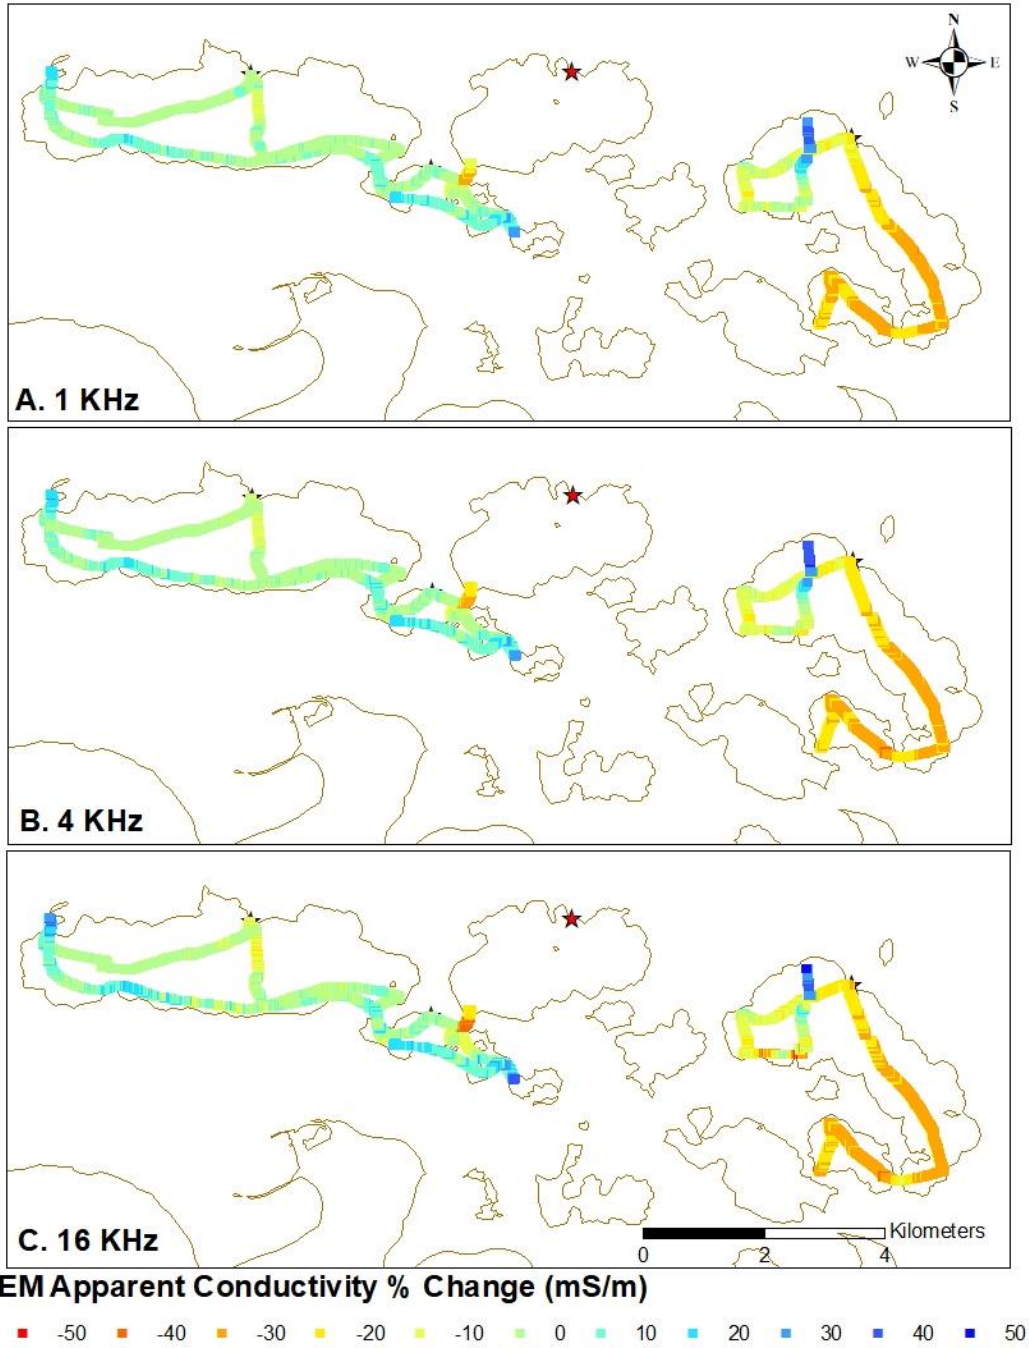 N
W E
S
A. 1 KHz
B. 4 KHz
C. 16 KHz
Kilometers
0 2 4
EM Apparent Conductivity % Change (mS/m)
-50 -40 -30 -20 -10 0 10 20 30 40 50